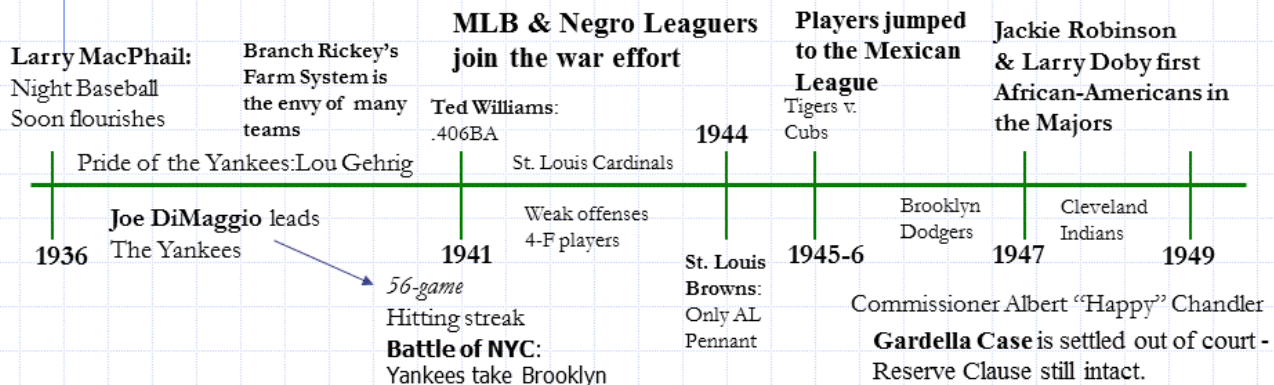 Larry MacPhail:
Night Baseball
Soon flourishes
Branch Rickey's
Farm System is
the envy of many
teams
MLB & Negro Leaguers
join the war effort
Ted Williams:
.406BA
Players jumped
to the Mexican
League
Tigers v.
Cubs
Jackie Robinson
& Larry Doby first
African-Americans in
the Majors
1944
Pride of the Yankees:Lou Gehrig
St. Louis Cardinals
Joe DiMaggio leads
The Yankees
Weak offenses
4-F players
Brooklyn
Dodgers
Cleveland
Indians
1936
1941
1945-6
1947
1949
56-game
Hitting streak
Battle of NYC:
Yankees take Brooklyn
St. Louis
Browns:
Only AL
Pennant
Commissioner Albert “Happy” Chandler
Gardella Case is settled out of court -
Reserve Clause still intact.